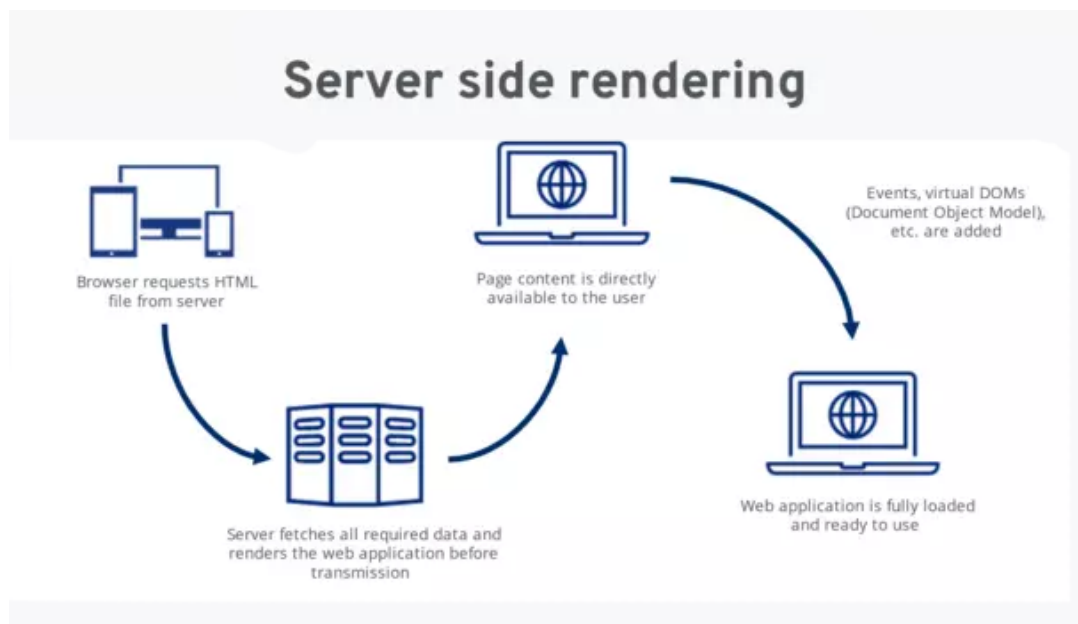 Server side rendering
Browser requests HTML
file from server
Server fetches all required data and
renders the web application before
transmission
Page content is directly
available to the user
Events, virtual DOMs
(Document Object Model),
etc. are added
Web application is fully loaded
and ready to use